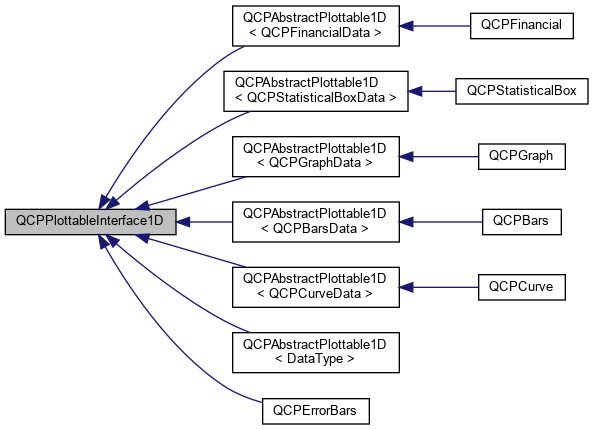 QCPAbstractPlottable1D
< QCPFinancialData >
QCPFinancial
QCPAbstractPlottable1D
< QCPStatisticalBoxData >
QCPStatisticalBox
QCPAbstractPlottable1D
< QCPGraphData >
QCPGraph
QCPPlottableInterface1D
QCPAbstractPlottable1D
< QCPBarsData >
QCPBars
QCPAbstractPlottable1D
< QCPCurveData >
QCPCurve
QCPAbstractPlottable1D
< DataType >
QCPErrorBars